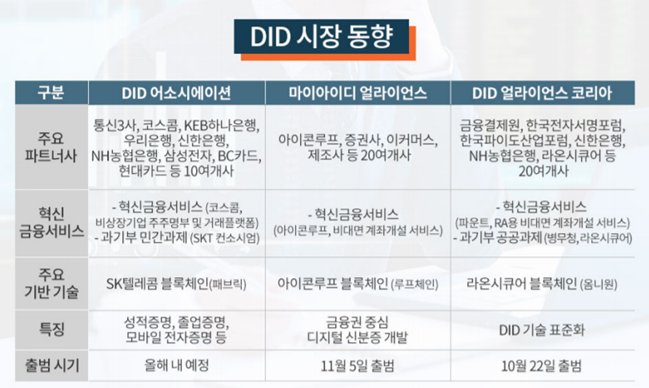 DID 시장 동향
구분
DID 어소시에이션
마이아이디 얼라이언스
DID 얼라이언스 코리아
주요
파트너사
통신3사, 코스콤, KEB하나은행,
우리은행, 신한은행,
NH농협은행, 삼성전자, BC카드,
현대카드 등 10여개사
아이콘루프, 증권사, 이커머스,
제조사 등 20여개사
금융결제원, 한국전자서명포럼,
한국파이도산업포럼, 신한은행,
NH농협은행, 라온시큐어 등
20여개사
혁신
금융서비스
- 혁신금융서비스 (코스콤,
비상장기업 주주명부 및 거래플랫폼)
- 과기부 민간과제 (SKT 컨소시엄)
- 혁신금융서비스
(아이콘루프, 비대면 계좌개설 서비스)
- 혁신금융서비스
(파운트, RA용 비대면 계좌개설 서비스)
- 과기부 공공과제 (병무청, 라온시큐어)
주요
기반 기술
SK텔레콤 블록체인(패브릭)
아이콘루프 블록체인 (루프체인)
라온시큐어 블록체인 (옴니원)
특징
성적증명, 졸업증명,
모바일 전자증명 등
금융권 중심
디지털 신분증 개발
DID 기술 표준화
출범 시기
올해 내 예정
11월 5일 출범
10월 22일 출범